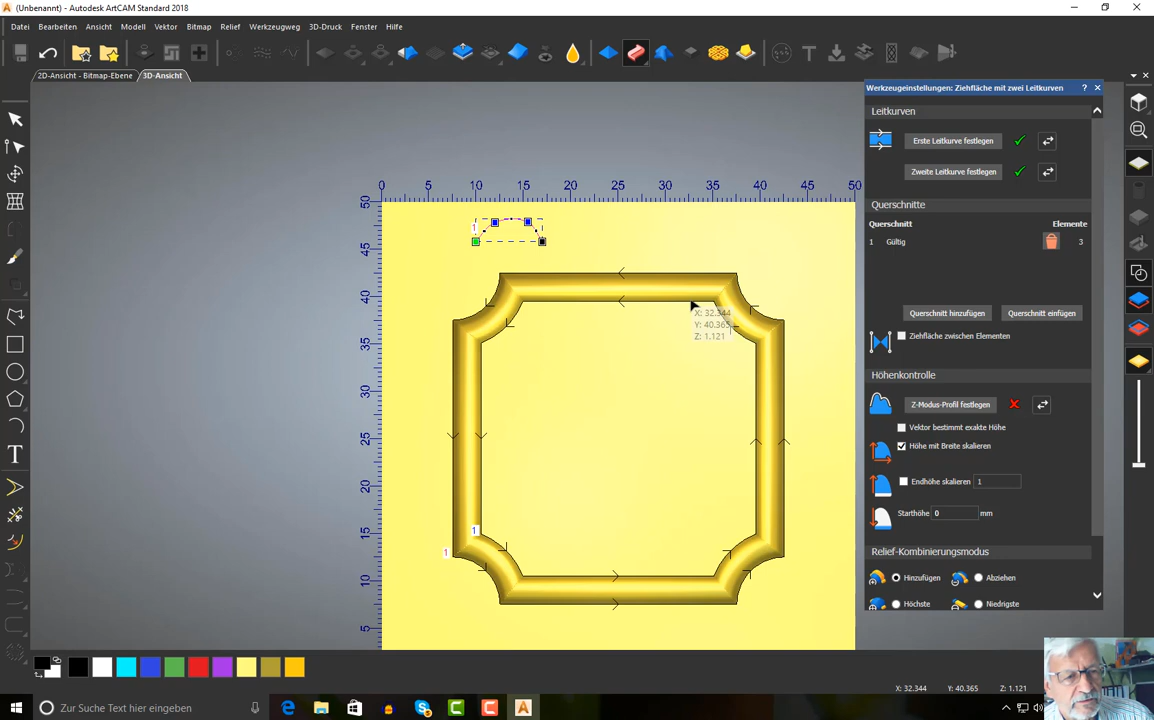 (Unbenannt) - Autodesk ArtCAM Standard 2018
Datei Bearbeiten Ansicht Modell Vektor Bitmap Relief Werkzeugweg 3D-Druck Fenster Hilfe
2D-Ansicht - Bitmap-Ebene 3D-Ansicht
Werkzeugeinstellungen: Ziehfläche mit zwei Leitkurven ?
Leitkurven
Erste Leitkurve festlegen
Zweite Leitkurve festlegen
Querschnitte
Querschnitt Elemente
1 Gültig 3
Querschnitt hinzufügen Querschnitt einfügen
Ziehfläche zwischen Elementen
Höhenkontrolle
Z-Modus-Profil festlegen
Vektor bestimmt exakte Höhe
Höhe mit Breite skalieren
Endhöhe skalieren 1
Starthöhe 0 mm
Relief-Kombinierungsmodus
Hinzufügen Abziehen
Höchste Niedrigste
0 5 10 15 20 25 30 35 40 45 50
50
45
40
35
30
25
20
15
10
5
1
1
1
X: 32.344
Y: 40.365
Z: 1.121
X: 32.344 Y: 40.365 Z: 1.121
Zur Suche Text hier eingeben